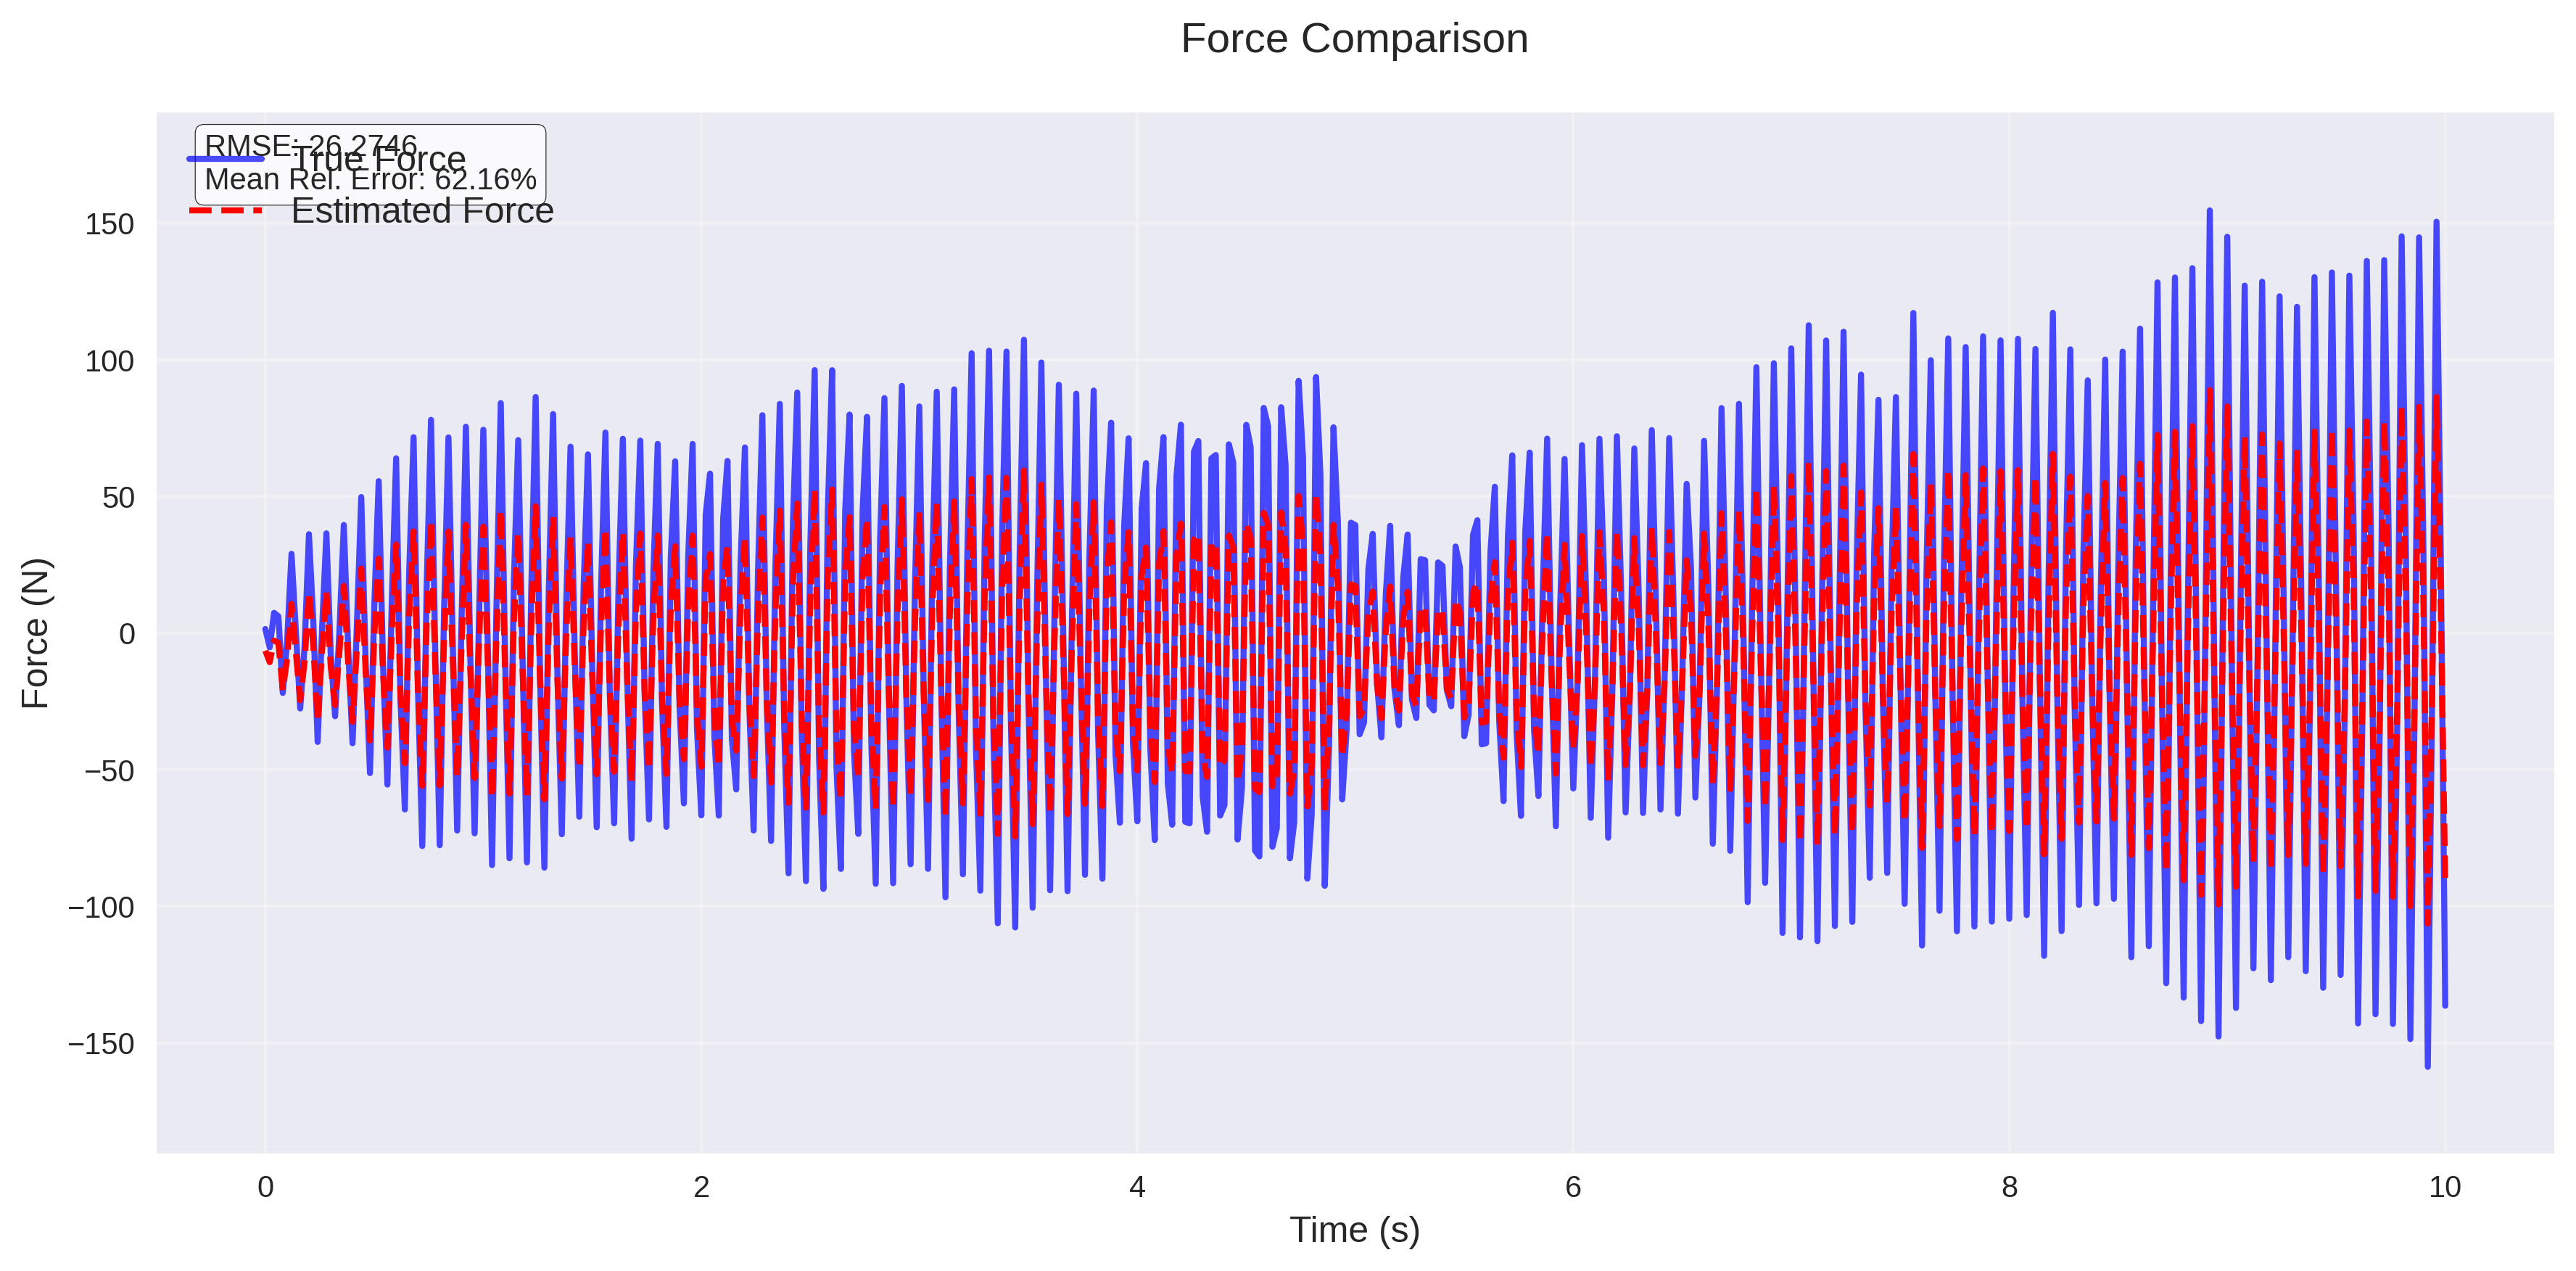 Force Comparison
RMSE: 26.2746
True Force
Mean Rel. Error: 62.16%
Estimated Force
150
100
50
0
−50
−100
−150
Force (N)
0 2 4 6 8 10
Time (s)